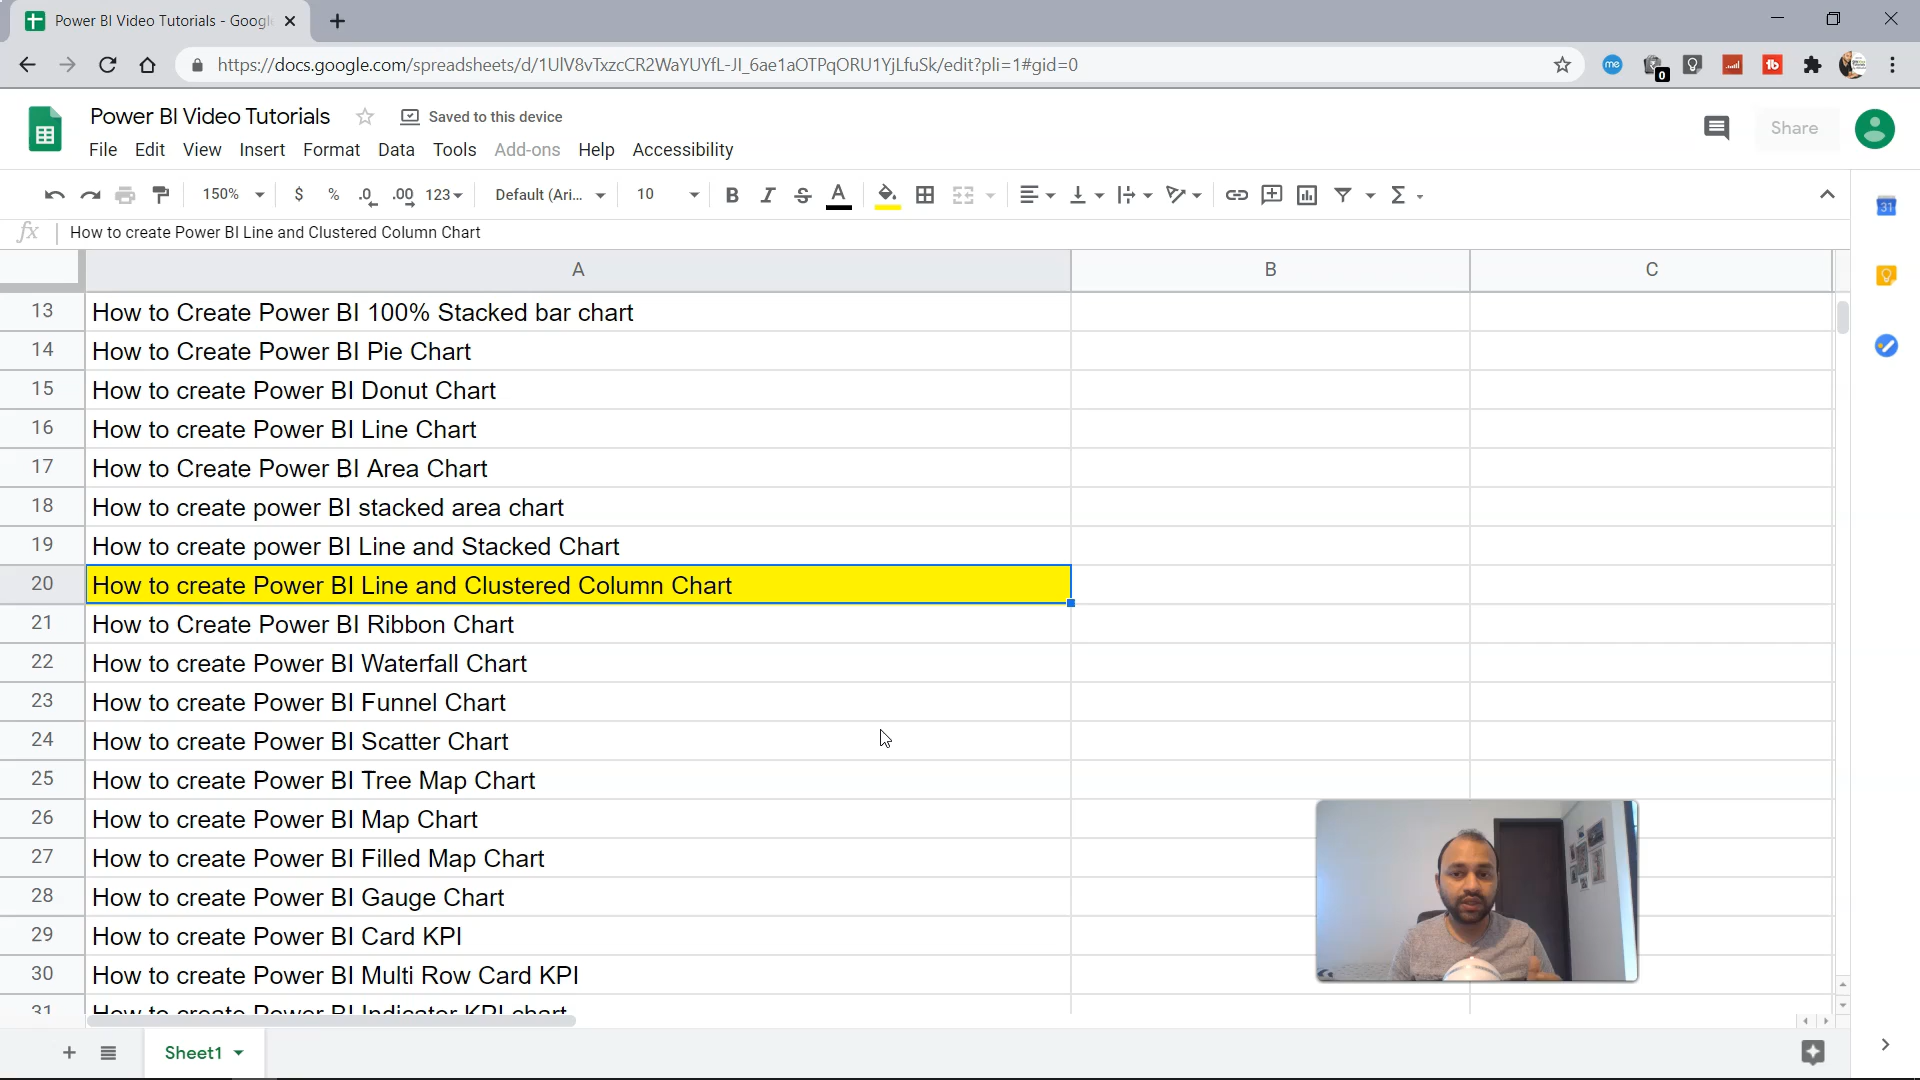 Power BI Video Tutorials - Googl
https://docs.google.com/spreadsheets/d/1UlV8vTxzcCR2WaYUYfL-Jl_6ae1aOTPqORU1YjLfuSk/edit?pli=1#gid=0
me
0
tb
Power BI Video Tutorials
Saved to this device
Share
File Edit View Insert Format Data Tools Add-ons Help Accessibility
150% $ % .0 .00 123 Default (Ari... 10 B I S A Σ
31
fx How to create Power BI Line and Clustered Column Chart
A B C
13 How to Create Power BI 100% Stacked bar chart
14 How to Create Power BI Pie Chart
15 How to create Power BI Donut Chart
16 How to create Power BI Line Chart
17 How to Create Power BI Area Chart
18 How to create power BI stacked area chart
19 How to create power BI Line and Stacked Chart
20 How to create Power BI Line and Clustered Column Chart
21 How to Create Power BI Ribbon Chart
22 How to create Power BI Waterfall Chart
23 How to create Power BI Funnel Chart
24 How to create Power BI Scatter Chart
25 How to create Power BI Tree Map Chart
26 How to create Power BI Map Chart
27 How to create Power BI Filled Map Chart
28 How to create Power BI Gauge Chart
29 How to create Power BI Card KPI
30 How to create Power BI Multi Row Card KPI
31 How to create Power BI Indicator KPI chart
Sheet1